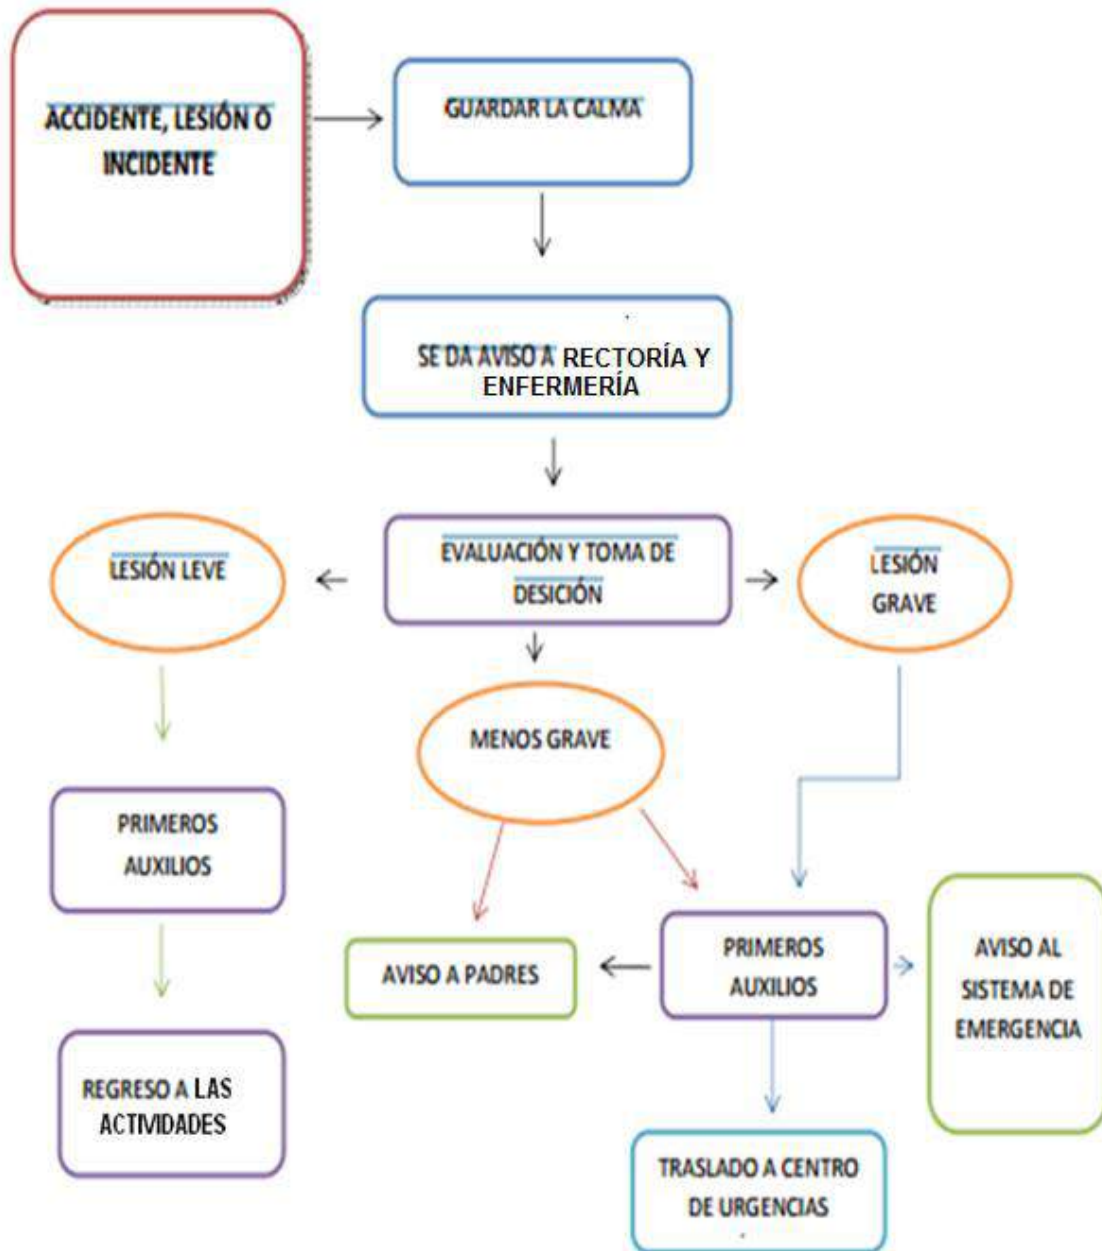 ACCIDENTE, LESIÓN O
INCIDENTE
GUARDAR LA CALMA
SE DA AVISO A RECTORÍA Y
ENFERMERÍA
EVALUACIÓN Y TOMA DE
DESICIÓN
LESIÓN LEVE
LESIÓN
GRAVE
MENOS GRAVE
PRIMEROS
AUXILIOS
AVISO A PADRES
PRIMEROS
AUXILIOS
AVISO AL
SISTEMA DE
EMERGENCIA
REGRESO A LAS
ACTIVIDADES
TRASLADO A CENTRO
DE URGENCIAS